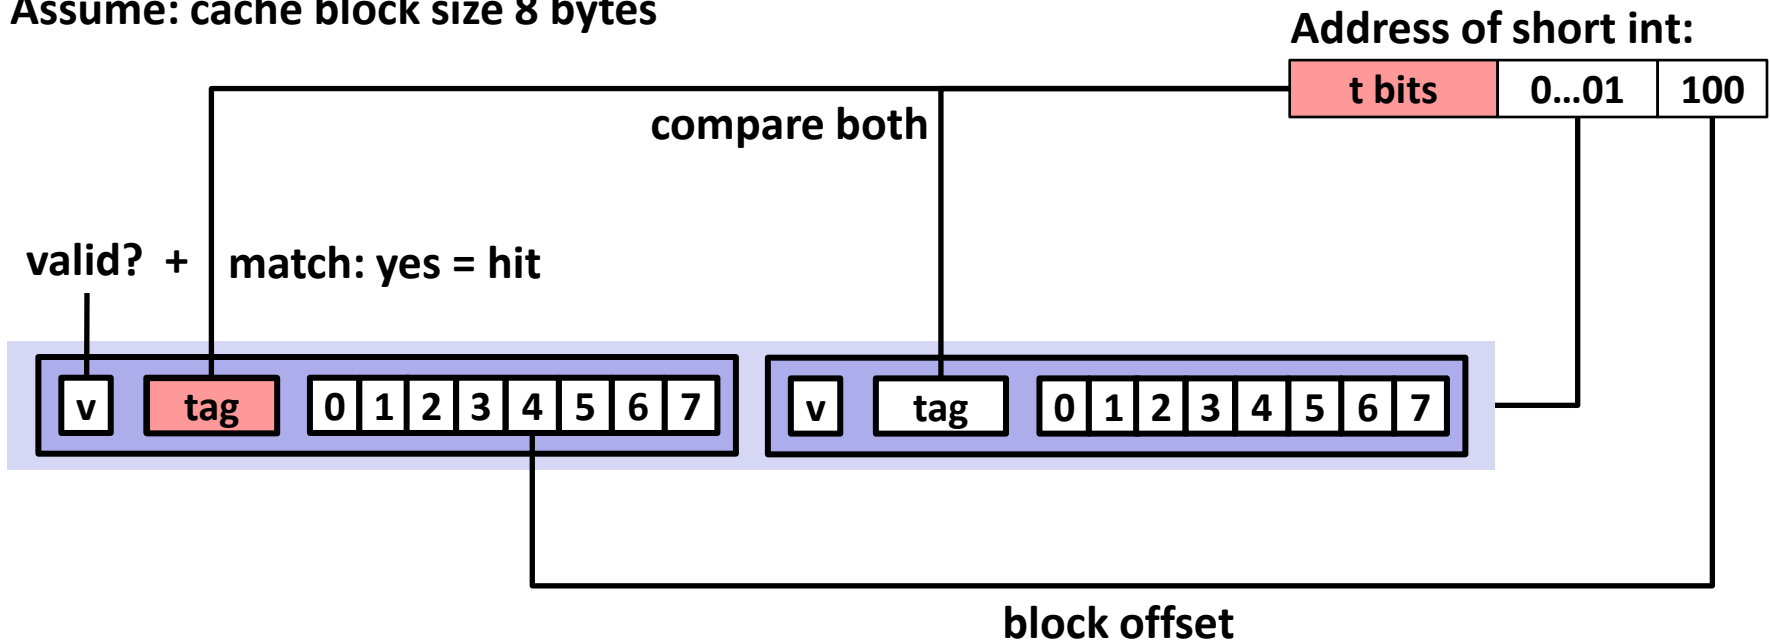 Assume: cache block size 8 bytes
Address of short int:
t bits 0...01 100
compare both
valid? + match: yes = hit
v tag 0 1 2 3 4 5 6 7 v tag 0 1 2 3 4 5 6 7
block offset